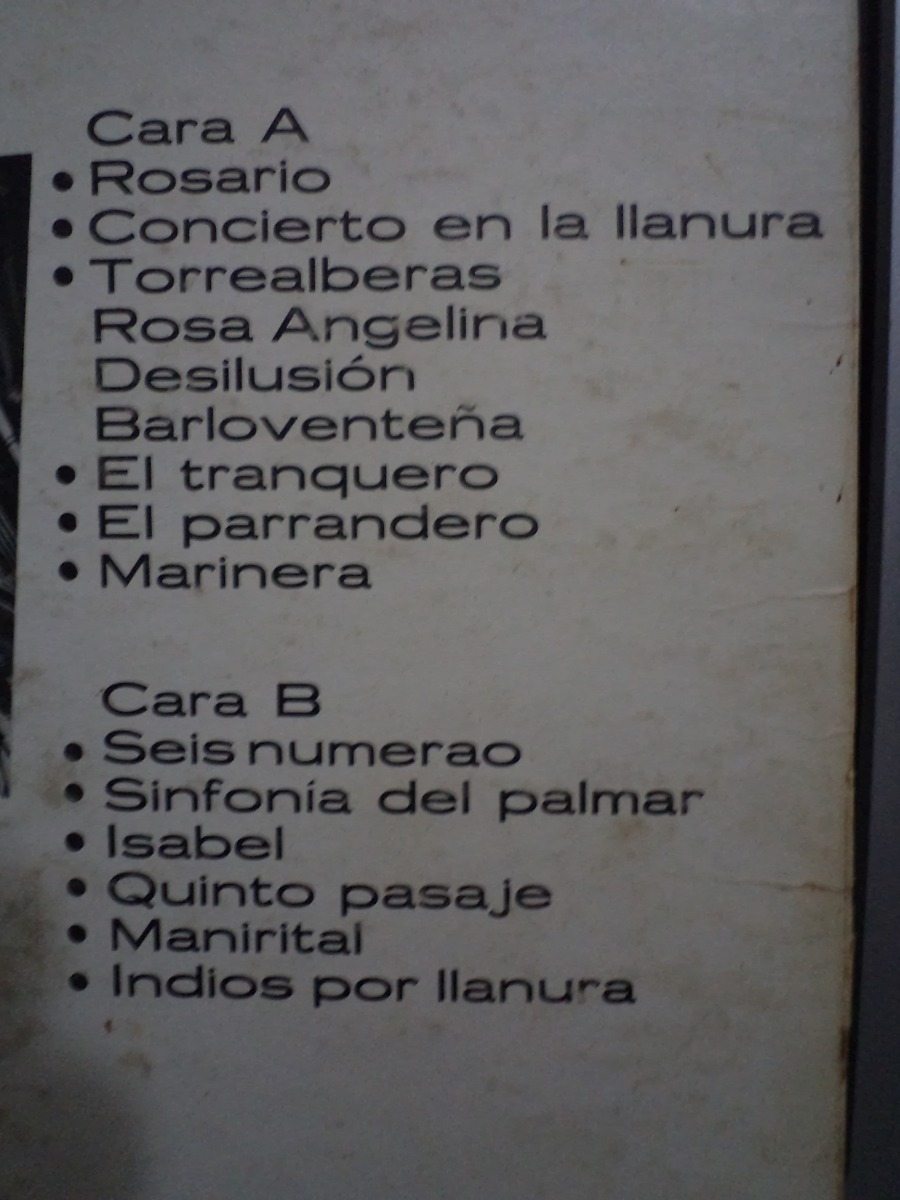 Cara A
• Rosario
• Concierto en la llanura
• Torrealberas
Rosa Angelina
Desilusión
Barloventeña
• El tranquero
• El parrandero
• Marinera
Cara B
• Seis numerao
• Sinfonía del palmar
• Isabel
• Quinto pasaje
• Manirital
• Indios por llanura